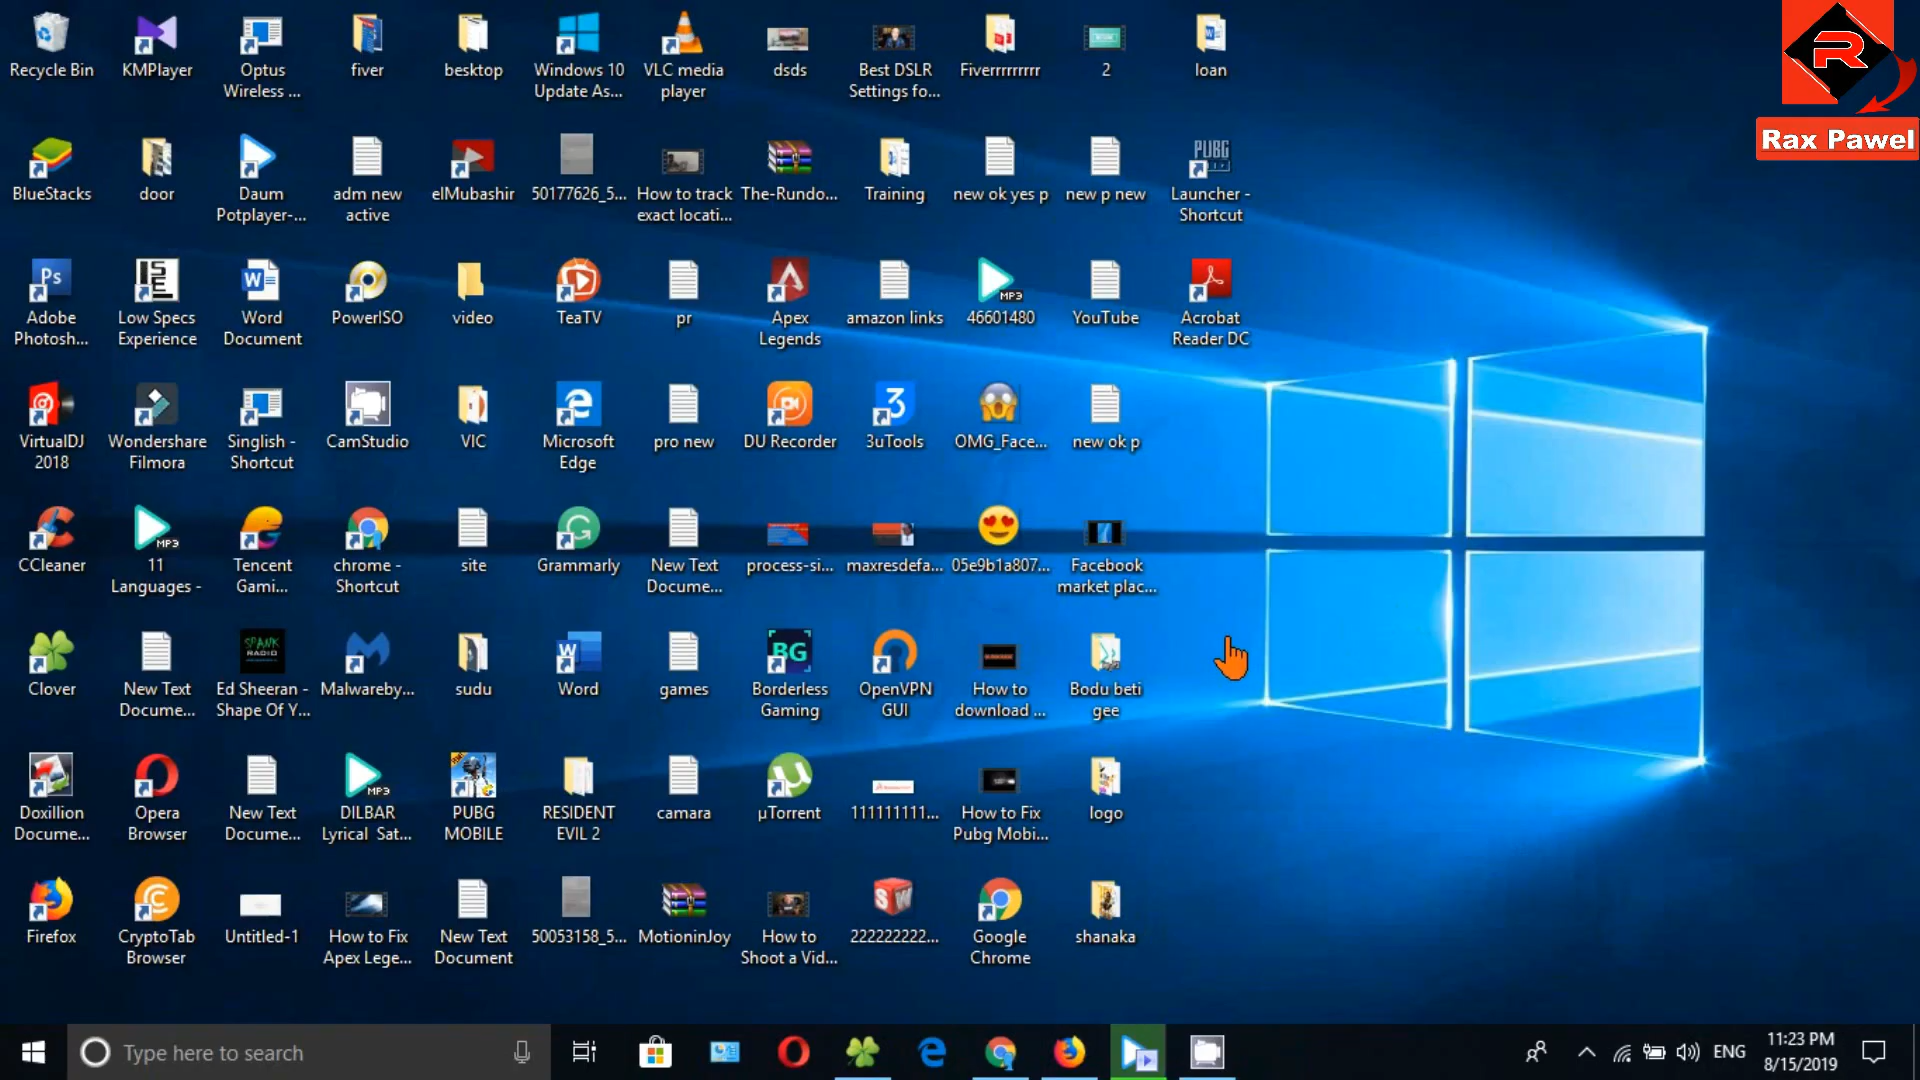 Recycle Bin
KMPlayer
Optus
Wireless ...
fiver
besktop
Windows 10
Update As...
VLC media
player
dsds
Best DSLR
Settings fo...
Fiverrrrrrrrr
2
loan
R
Rax Pawel
BlueStacks
door
Daum
Potplayer-...
adm new
active
elMubashir
50177626_5...
How to track
exact locati...
The-Rundo...
Training
new ok yes p
new p new
PUBG
Launcher -
Shortcut
Ps
Adobe
Photosh...
Low Specs
Experience
W
Word
Document
PowerISO
video
TeaTV
pr
Apex
Legends
amazon links
MP3
46601480
YouTube
Acrobat
Reader DC
VirtualDJ
2018
Wondershare
Filmora
Singlish -
Shortcut
CamStudio
VIC
Microsoft
Edge
pro new
DU Recorder
3
3uTools
OMG_Face...
new ok p
CCleaner
MP3
11
Languages -
Tencent
Gami...
chrome -
Shortcut
site
Grammarly
New Text
Docume...
process-si...
maxresdefa...
05e9b1a807...
Facebook
market plac...
Clover
New Text
Docume...
SPANK
RADIO
Ed Sheeran -
Shape Of Y...
Malwareby...
sudu
W
Word
games
BG
Borderless
Gaming
OpenVPN
GUI
How to
download ...
Bodu beti
gee
Doxillion
Docume...
Opera
Browser
New Text
Docume...
MP3
DILBAR
Lyrical Sat...
PUBG
MOBILE
RESIDENT
EVIL 2
camara
µTorrent
111111111...
How to Fix
Pubg Mobi...
logo
Firefox
CryptoTab
Browser
Untitled-1
How to Fix
Apex Lege...
New Text
Document
50053158_5...
MotioninJoy
How to
Shoot a Vid...
SW
222222222...
Google
Chrome
shanaka
Type here to search
ENG
11:23 PM
8/15/2019